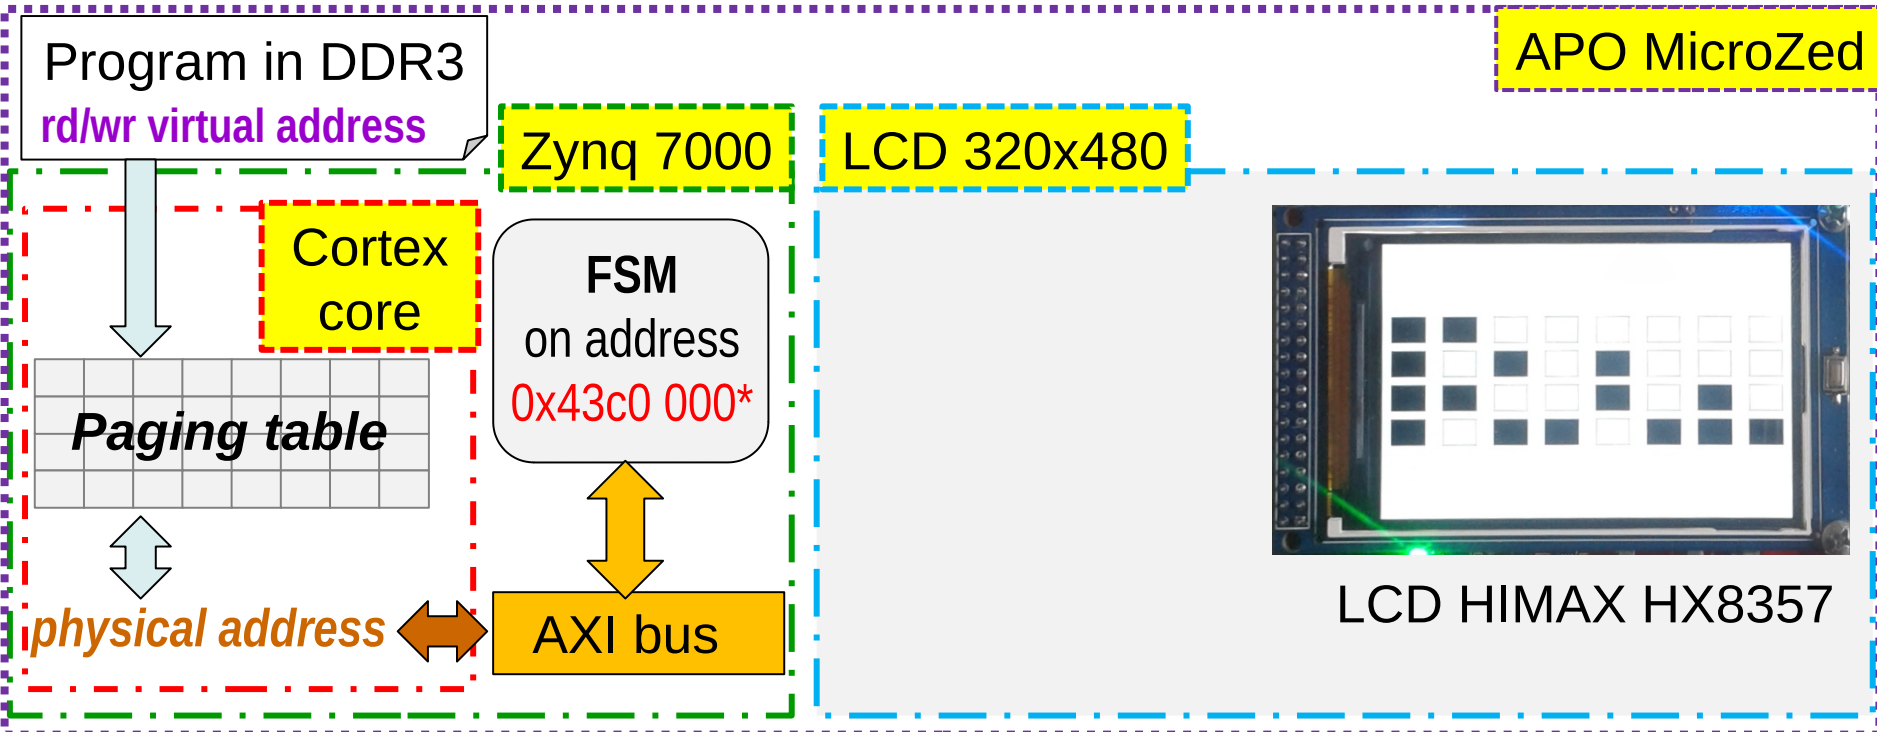 Program in DDR3
rd/wr virtual address
APO MicroZed
Zynq 7000
LCD 320x480
Cortex
core
FSM
on address
0x43c0 000*
Paging table
physical address
AXI bus
LCD HIMAX HX8357